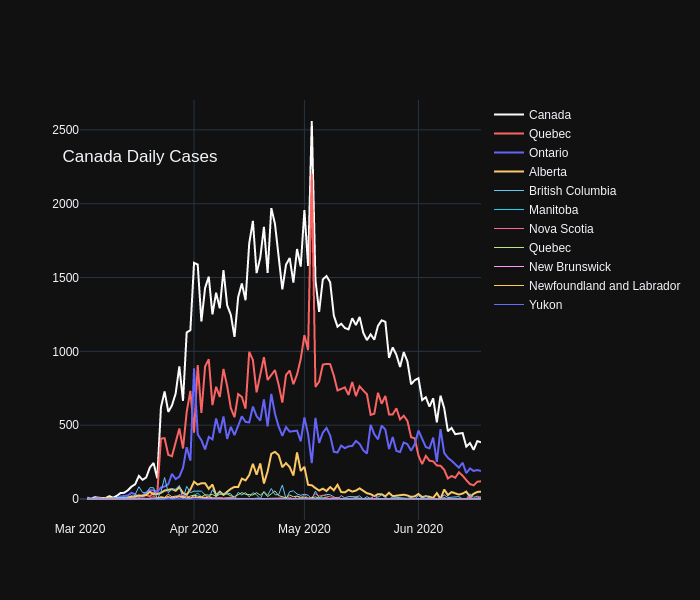 Canada Daily Cases
2500
2000
1500
1000
500
0
Mar 2020
Apr 2020
May 2020
Jun 2020
Canada
Quebec
Ontario
Alberta
British Columbia
Manitoba
Nova Scotia
Quebec
New Brunswick
Newfoundland and Labrador
Yukon